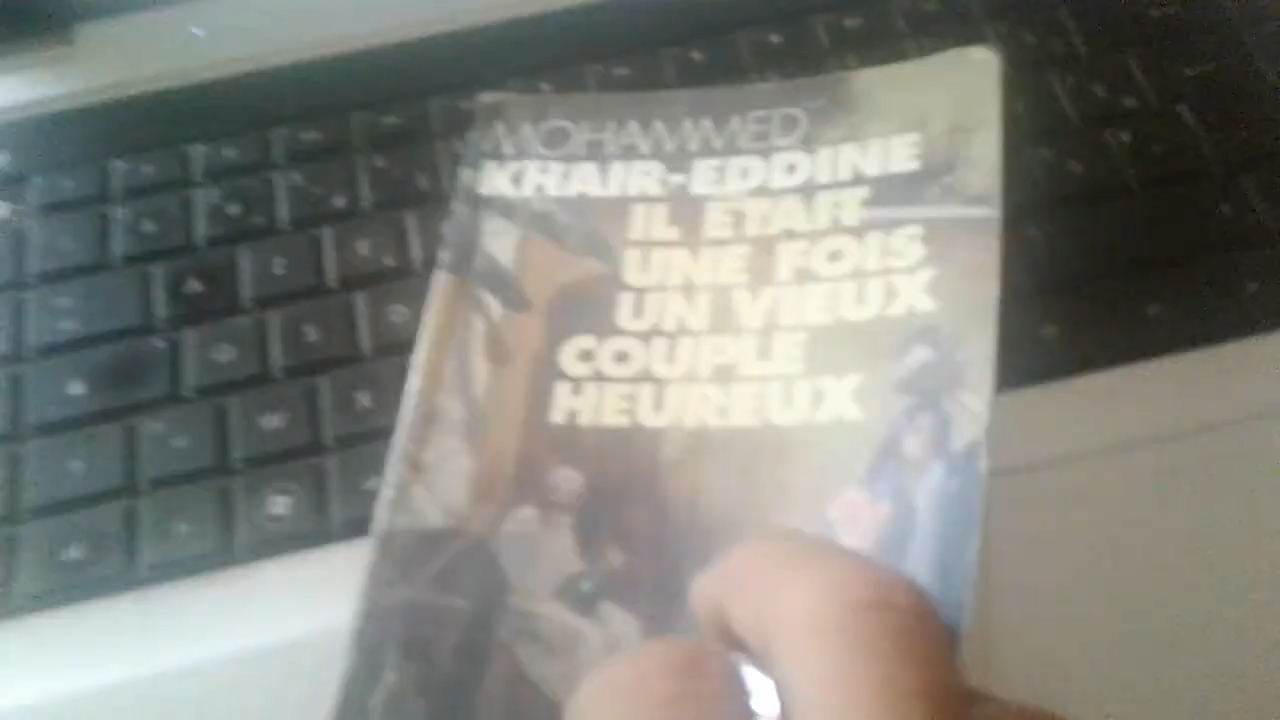 MOHAMMED
KHAIR-EDDINE
IL ETAIT
UNE FOIS
UN VIEUX
COUPLE
HEUREUX